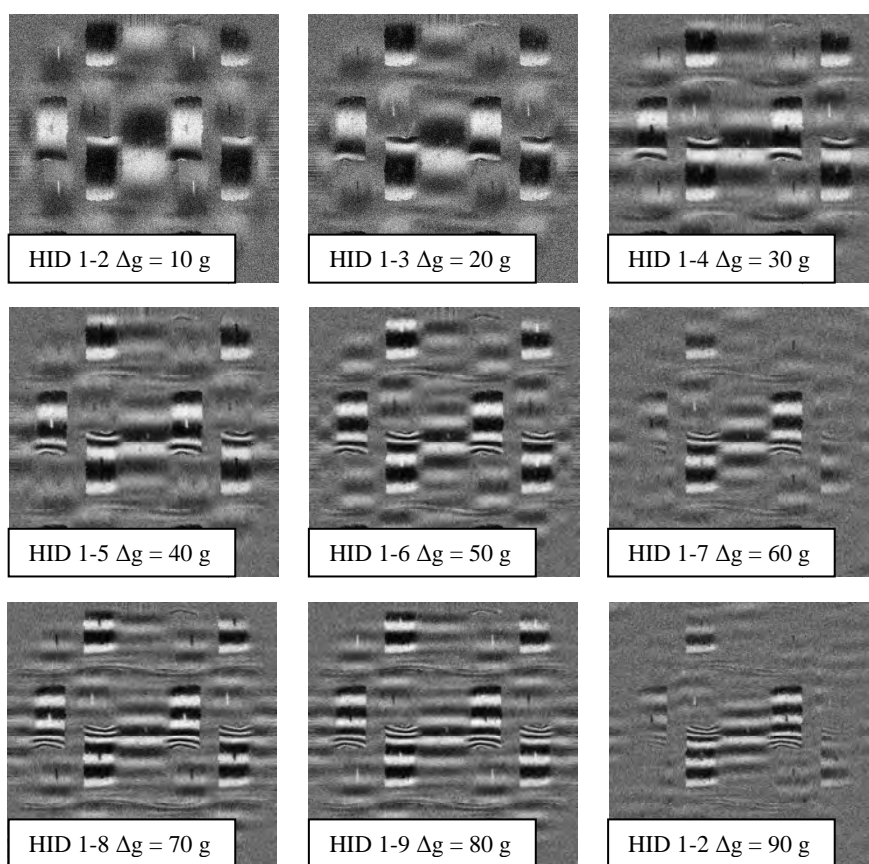 HID 1-2 Δg = 10 g
HID 1-3 Δg = 20 g
HID 1-4 Δg = 30 g
HID 1-5 Δg = 40 g
HID 1-6 Δg = 50 g
HID 1-7 Δg = 60 g
HID 1-8 Δg = 70 g
HID 1-9 Δg = 80 g
HID 1-2 Δg = 90 g